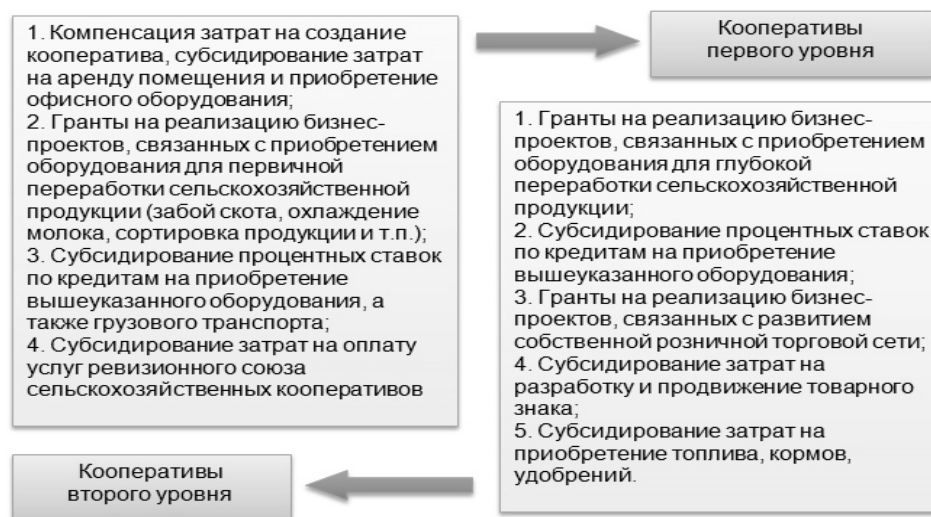 1. Компенсация затрат на создание
кооператива, субсидирование затрат
на аренду помещения и приобретение
офисного оборудования;
2. Гранты на реализацию бизнес-
проектов, связанных с приобретением
оборудования для первичной
переработки сельскохозяйственной
продукции (забой скота, охлаждение
молока, сортировка продукции и т.п.);
3. Субсидирование процентных ставок
по кредитам на приобретение
вышеуказанного оборудования, а
также грузового транспорта;
4. Субсидирование затрат на оплату
услуг ревизионного союза
сельскохозяйственных кооперативов
Кооперативы
первого уровня
1. Гранты на реализацию бизнес-
проектов, связанных с приобретением
оборудования для глубокой
переработки сельскохозяйственной
продукции;
2. Субсидирование процентных ставок
по кредитам на приобретение
вышеуказанного оборудования;
3. Гранты на реализацию бизнес-
проектов, связанных с развитием
собственной розничной торговой сети;
4. Субсидирование затрат на
разработку и продвижение товарного
знака;
5. Субсидирование затрат на
приобретение топлива, кормов,
удобрений.
Кооперативы
второго уровня